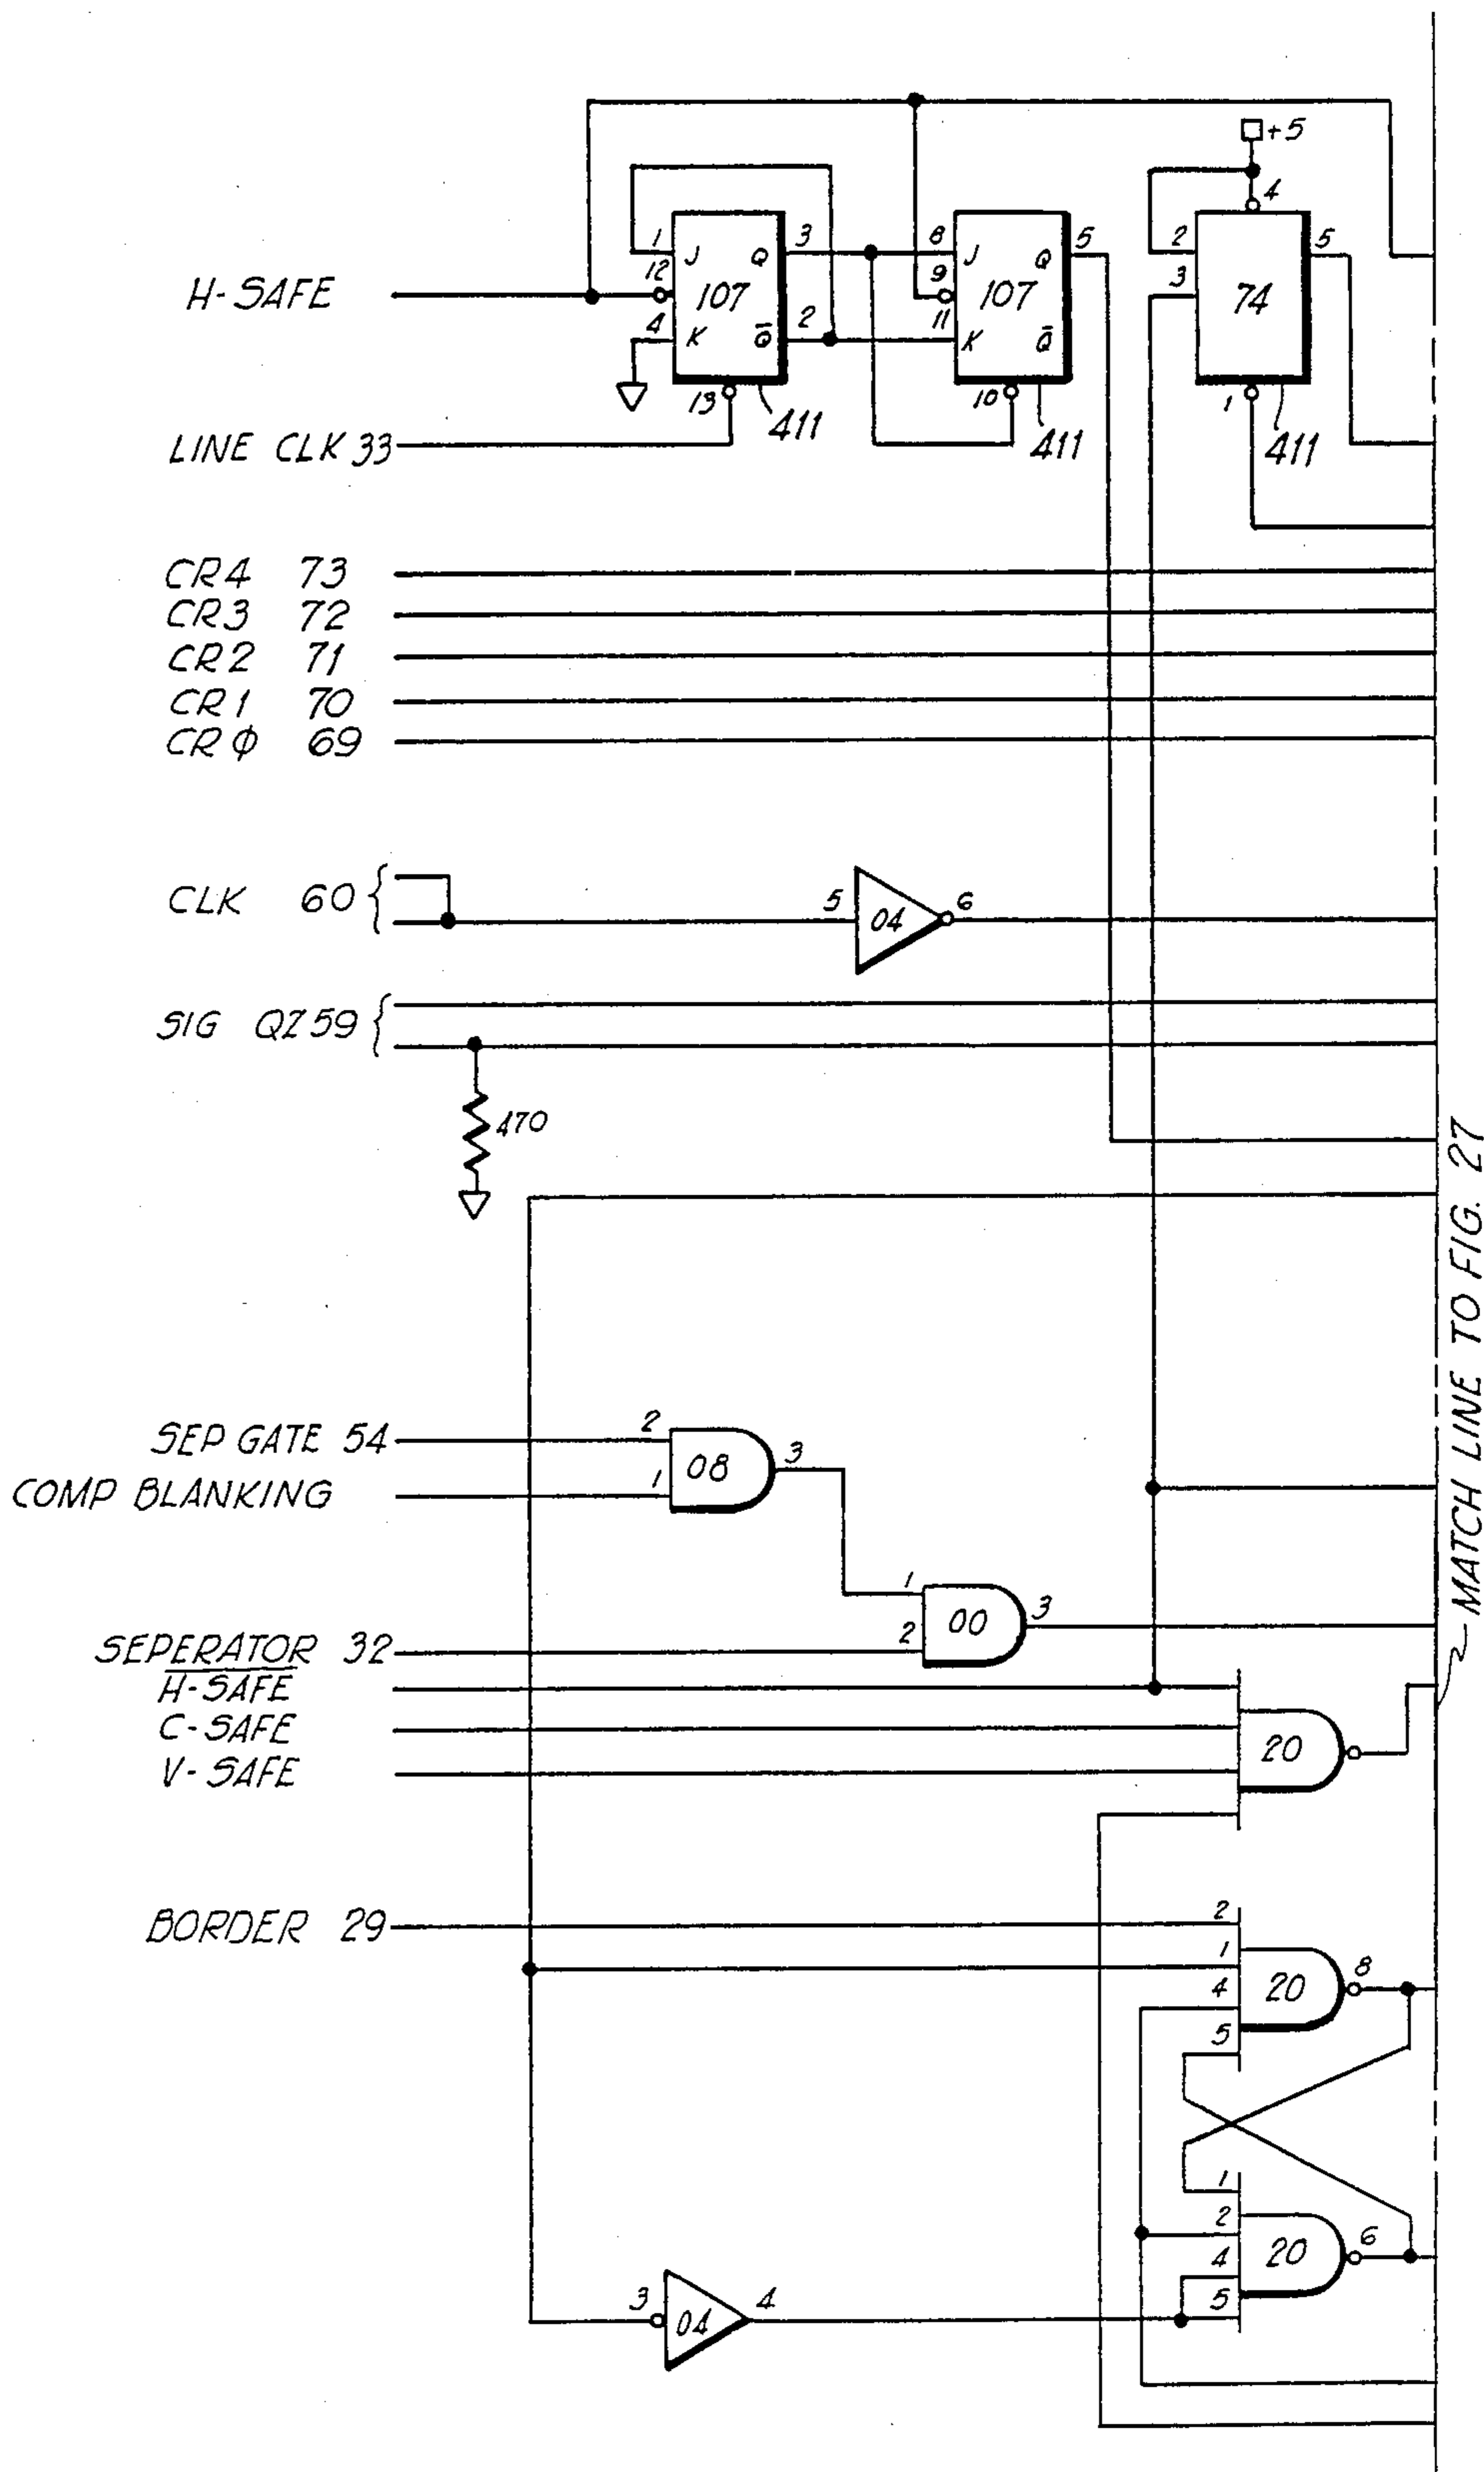 +5
4
1 J Q 3 8 J Q 5 2 5
12 9 3
H-SAFE 107 107 74
4 K Q̅ 2 11 K Q̅
13 411 10 411 1 411
LINE CLK 33
CR4 73
CR3 72
CR2 71
CR1 70
CRφ 69
CLK 60 { 5 04 6
SIG QZ59 {
470
MATCH LINE TO FIG. 27
SEP GATE 54 2 08 3
COMP BLANKING 1
1 00 3
SEPERATOR 32 2
H-SAFE
C-SAFE 20
V-SAFE
BORDER 29 2
1 20 8
4
5
1
2 20 6
4
3 04 4 5